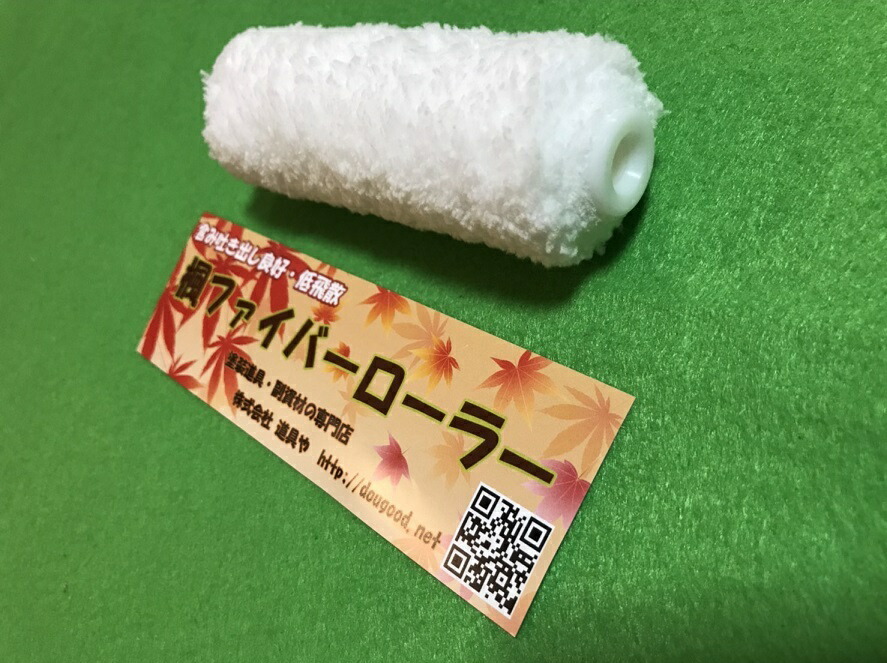 含み吐き出し良好・低飛散
楓ファイバーローラー
塗装道具・副資材の専門店
株式会社 道具や http://dougood.net